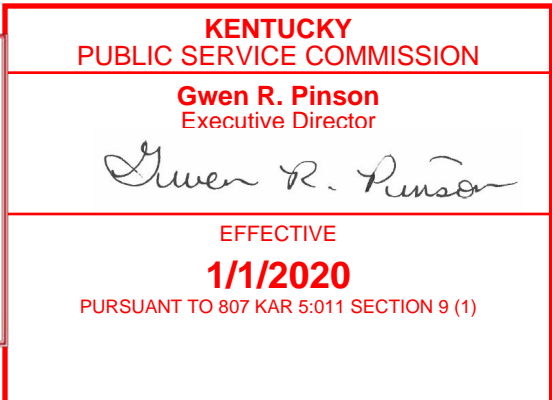 KENTUCKY
PUBLIC SERVICE COMMISSION
Gwen R. Pinson
Executive Director
Gwen R. Pinson
EFFECTIVE
1/1/2020
PURSUANT TO 807 KAR 5:011 SECTION 9 (1)